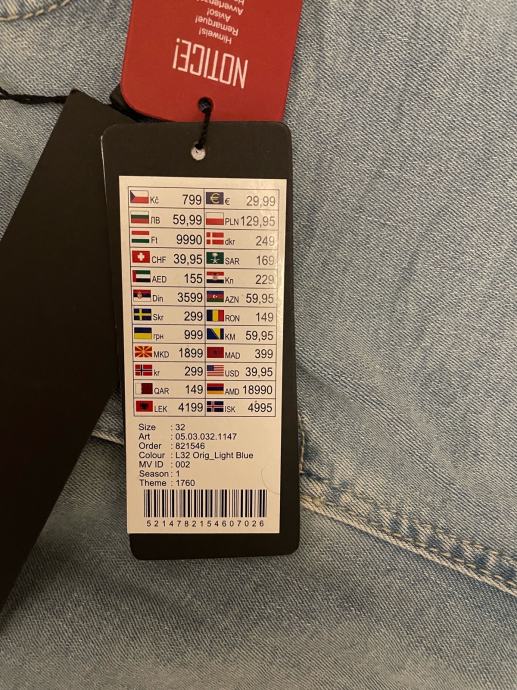 Avvertenza
Aviso!
Remarque!
Hinweis!
NOTICE!
Kč 799 € 29,99
ЛВ 59,99 PLN 129,95
Ft 9990 dkr 249
CHF 39,95 SAR 169
AED 155 Kn 229
Din 3599 AZN 59,95
Skr 299 RON 149
грн 999 KM 59,95
MKD 1899 MAD 399
kr 299 USD 39,95
QAR 149 AMD 18990
LEK 4199 ISK 4995
Size : 32
Art : 05.03.032.1147
Order : 821546
Colour : L32 Orig_Light Blue
MV ID : 002
Season : 1
Theme : 1760
5214782154607026